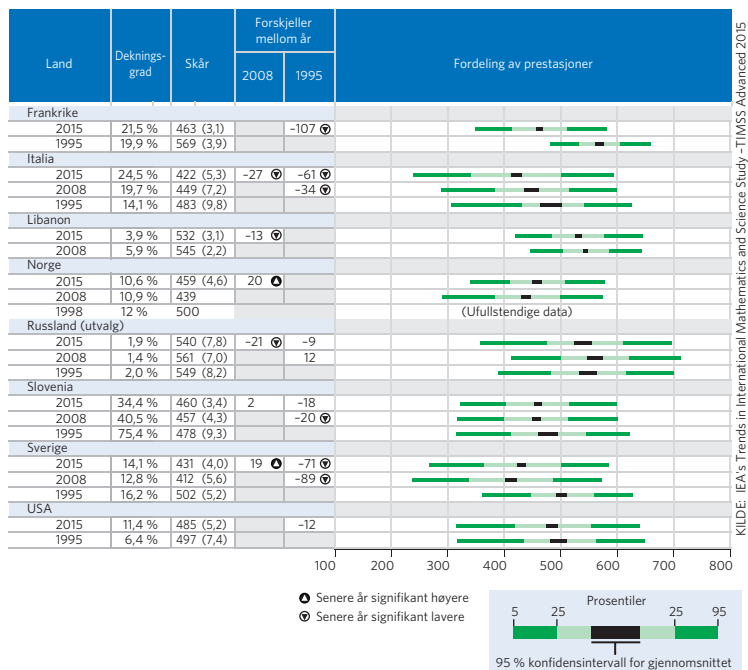 Land Deknings-grad Skår Forskjeller mellom år Fordeling av prestasjoner
2008 1995
Frankrike
2015 21,5 % 463 (3,1) -107
1995 19,9 % 569 (3,9)
Italia
2015 24,5 % 422 (5,3) -27 -61
2008 19,7 % 449 (7,2) -34
1995 14,1 % 483 (9,8)
Libanon
2015 3,9 % 532 (3,1) -13
2008 5,9 % 545 (2,2)
Norge
2015 10,6 % 459 (4,6) 20
2008 10,9 % 439
1998 12 % 500 (Ufullstendige data)
Russland (utvalg)
2015 1,9 % 540 (7,8) -21 -9
2008 1,4 % 561 (7,0) 12
1995 2,0 % 549 (8,2)
Slovenia
2015 34,4 % 460 (3,4) 2 -18
2008 40,5 % 457 (4,3) -20
1995 75,4 % 478 (9,3)
Sverige
2015 14,1 % 431 (4,0) 19 -71
2008 12,8 % 412 (5,6) -89
1995 16,2 % 502 (5,2)
USA
2015 11,4 % 485 (5,2) -12
1995 6,4 % 497 (7,4)
100 200 300 400 500 600 700 800
Senere år signifikant høyere
Senere år signifikant lavere
Prosentiler
5 25 25 95
95 % konfidensintervall for gjennomsnittet
KILDE: IEA's Trends in International Mathematics and Science Study –TIMSS Advanced 2015